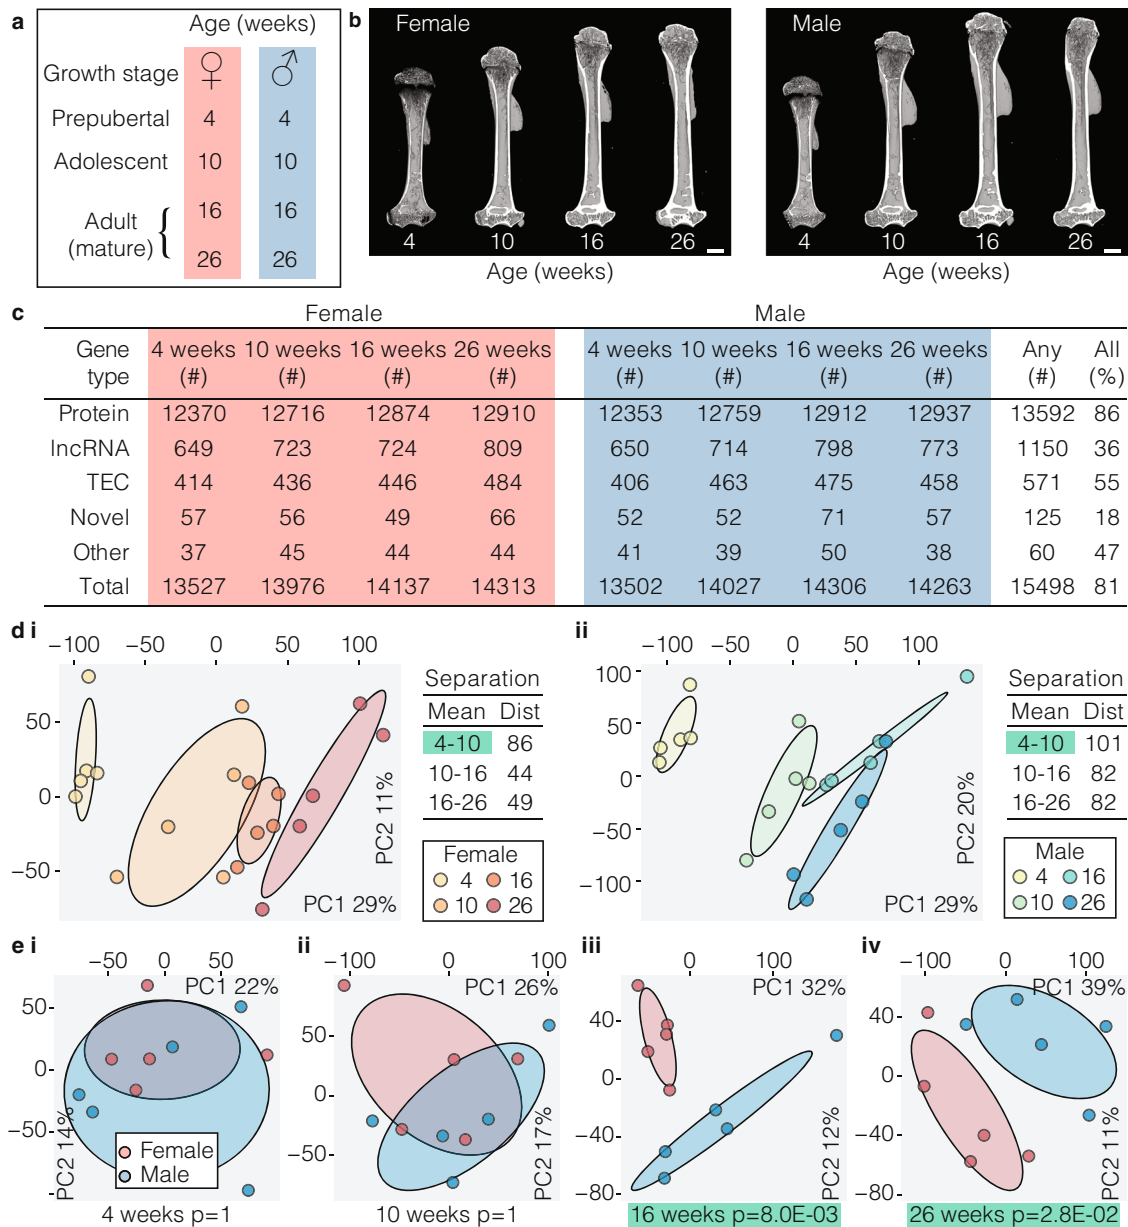 a
Age (weeks)
Growth stage ♀ ♂
Prepubertal 4 4
Adolescent 10 10
Adult (mature) { 16 16
26 26
b
Female
4 10 16 26
Age (weeks)
Male
4 10 16 26
Age (weeks)
c
Female Male
Gene type 4 weeks (#) 10 weeks (#) 16 weeks (#) 26 weeks (#) 4 weeks (#) 10 weeks (#) 16 weeks (#) 26 weeks (#) Any (#) All (%)
Protein 12370 12716 12874 12910 12353 12759 12912 12937 13592 86
lncRNA 649 723 724 809 650 714 798 773 1150 36
TEC 414 436 446 484 406 463 475 458 571 55
Novel 57 56 49 66 52 52 71 57 125 18
Other 37 45 44 44 41 39 50 38 60 47
Total 13527 13976 14137 14313 13502 14027 14306 14263 15498 81
d i
−100 −50 0 50 100
50
0
−50
PC2 11%
PC1 29%
Separation
Mean Dist
4-10 86
10-16 44
16-26 49
Female
4 16
10 26
ii
−100 0 100
100
50
0
−50
−100
PC2 20%
PC1 29%
Separation
Mean Dist
4-10 101
10-16 82
16-26 82
Male
4 16
10 26
e i
−50 0 50
PC1 22%
50
0
−50
PC2 14%
Female
Male
4 weeks p=1
ii
−100 0 100
PC1 26%
50
0
−50
PC2 17%
10 weeks p=1
iii
0 100
PC1 32%
40
0
−40
−80
PC2 12%
16 weeks p=8.0E-03
iv
−100 0 100
PC1 39%
40
0
−40
−80
PC2 11%
26 weeks p=2.8E-02